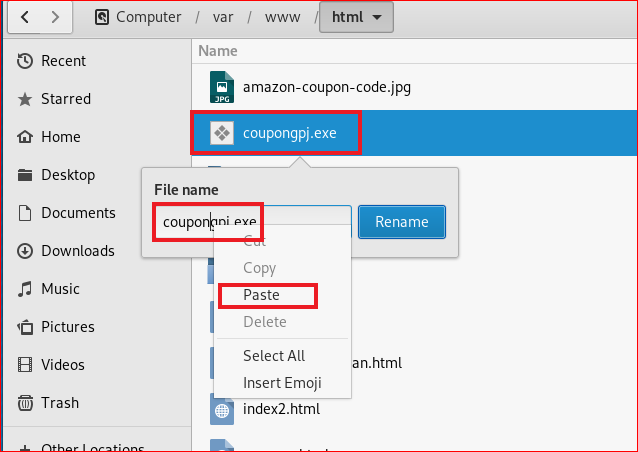 Computer / var / www / html
Name
Recent
Starred
Home
Desktop
Documents
Downloads
Music
Pictures
Videos
Trash
Other Locations
amazon-coupon-code.jpg
JPG
coupongpj.exe
File name
coupongpj.exe
Rename
Cut
Copy
Paste
Delete
Select All
Insert Emoji
an.html
index2.html